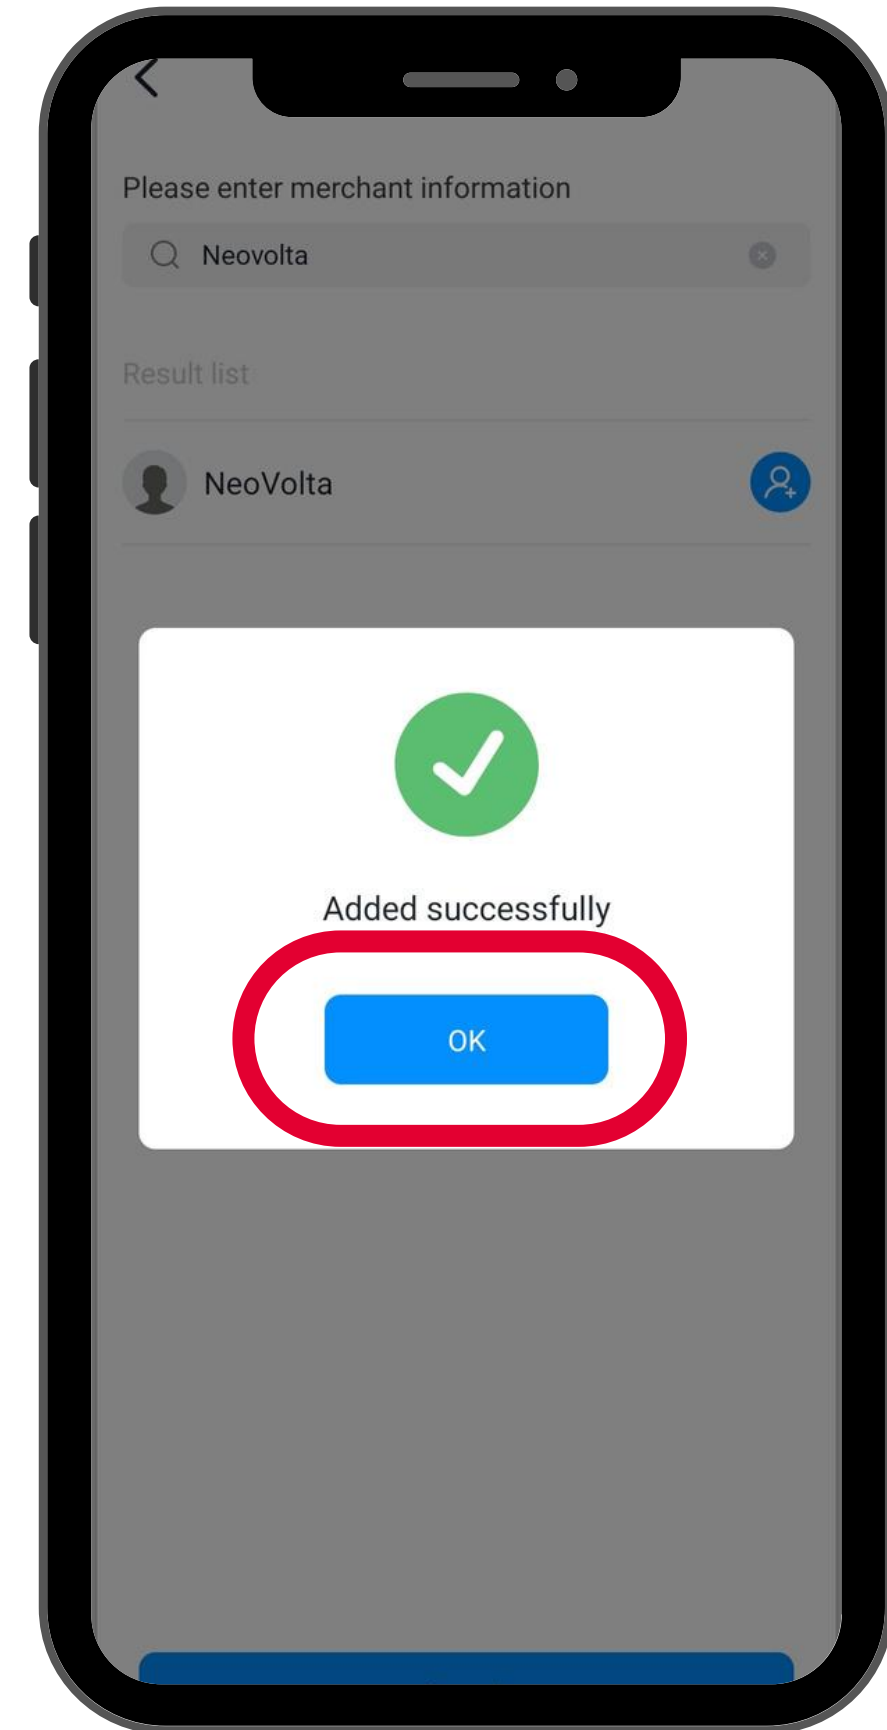 Please enter merchant information
Neovolta
Result list
NeoVolta
Added successfully
OK